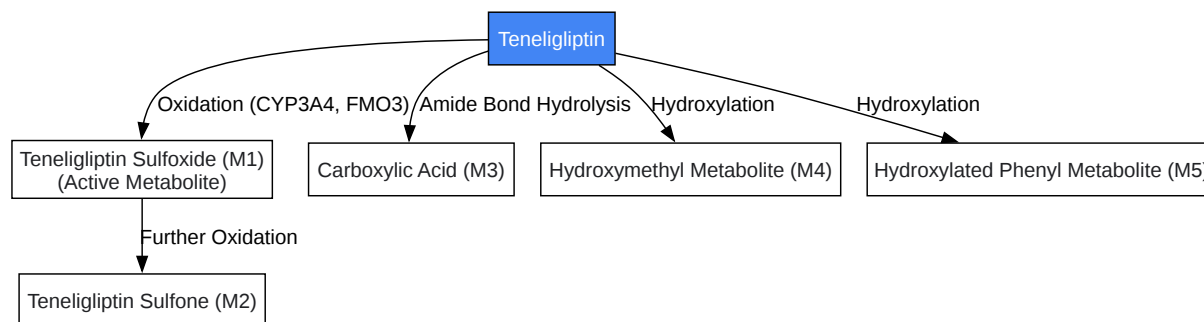 Teneligliptin
Oxidation (CYP3A4, FMO3)
Amide Bond Hydrolysis
Hydroxylation
Hydroxylation
Teneligliptin Sulfoxide (M1)
(Active Metabolite)
Carboxylic Acid (M3)
Hydroxymethyl Metabolite (M4)
Hydroxylated Phenyl Metabolite (M5)
Further Oxidation
Teneligliptin Sulfone (M2)